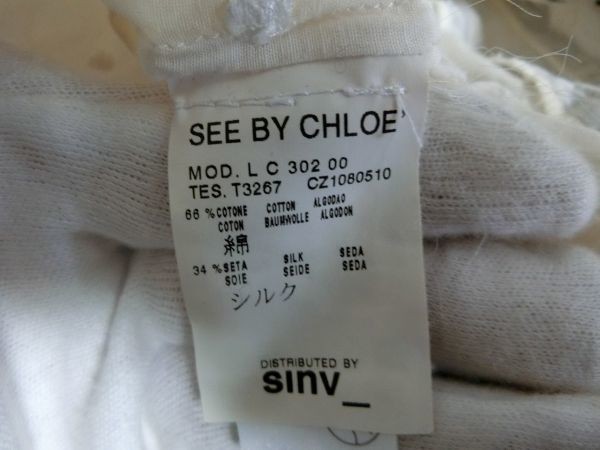 SEE BY CHLOE'
MOD. L C 302 00
TES. T3267 CZ1080510
66 % COTONE COTTON ALGODAO
COTON BAUMWOLLE ALGODON
綿
34 % SETA SILK SEDA
SOIE SEIDE SEDA
シルク
DISTRIBUTED BY
sinv_